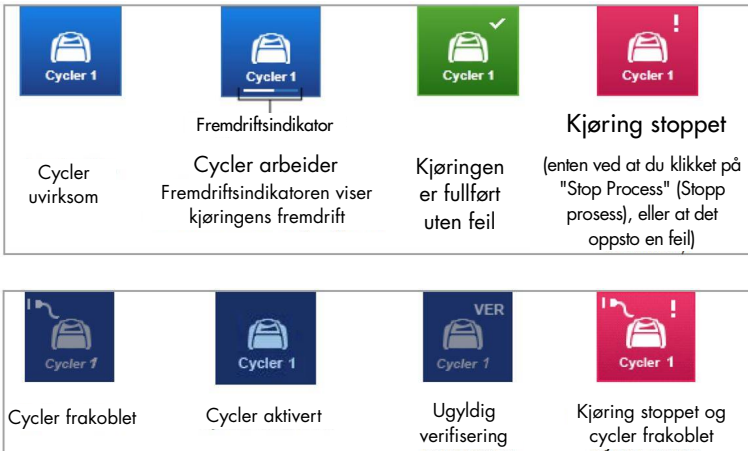 Cycler 1
Cycler 1
Cycler 1
!
Cycler 1
Fremdriftsindikator
Cycler
uvirksom
Cycler arbeider
Fremdriftsindikatoren viser
kjøringens fremdrift
Kjøringen
er fullført
uten feil
Kjøring stoppet
(enten ved at du klikket på
"Stop Process" (Stopp
prosess), eller at det
oppsto en feil)
Cycler 1
Cycler 1
VER
Cycler 1
!
Cycler 1
Cycler frakoblet
Cycler aktivert
Ugyldig
verifisering
Kjøring stoppet og
cycler frakoblet